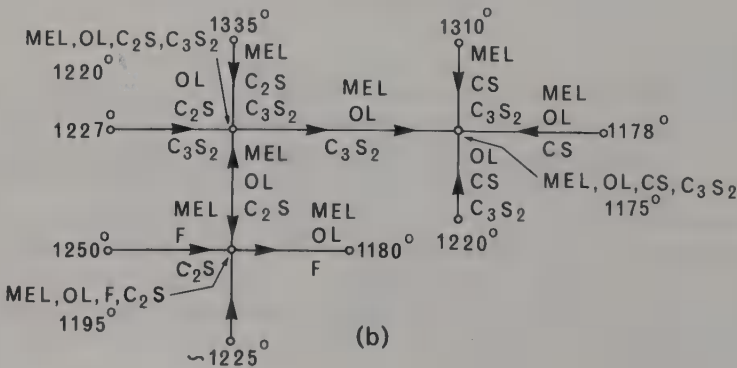 1335°
1310°
MEL,OL,C₂S,C₃S₂
1220°
MEL
C₂S
C₃S₂
MEL
CS
C₃S₂
OL
C₂S
C₃S₂
1227°
MEL
OL
C₃S₂
MEL
OL
CS
1178°
MEL
OL
C₂S
OL
CS
C₃S₂
MEL,OL,CS,C₃S₂
1175°
1220°
MEL
F
C₂S
1250°
MEL
OL
F
1180°
MEL,OL,F,C₂S
1195°
∽1225°
(b)